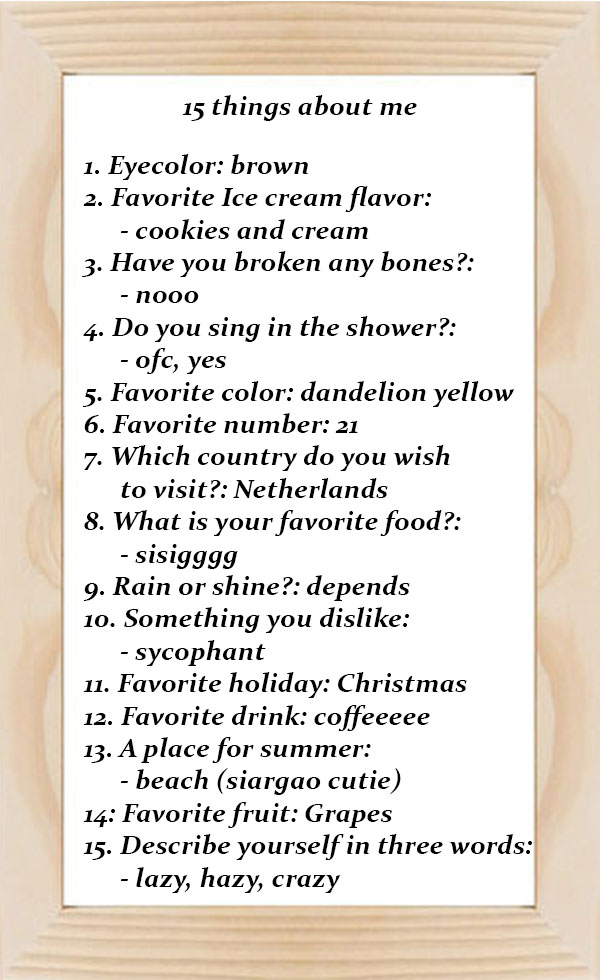 15 things about me
1. Eyecolor: brown
2. Favorite Ice cream flavor:
- cookies and cream
3. Have you broken any bones?:
- nooo
4. Do you sing in the shower?:
- ofc, yes
5. Favorite color: dandelion yellow
6. Favorite number: 21
7. Which country do you wish
to visit?: Netherlands
8. What is your favorite food?:
- sisigggg
9. Rain or shine?: depends
10. Something you dislike:
- sycophant
11. Favorite holiday: Christmas
12. Favorite drink: coffeeeee
13. A place for summer:
- beach (siargao cutie)
14: Favorite fruit: Grapes
15. Describe yourself in three words:
- lazy, hazy, crazy